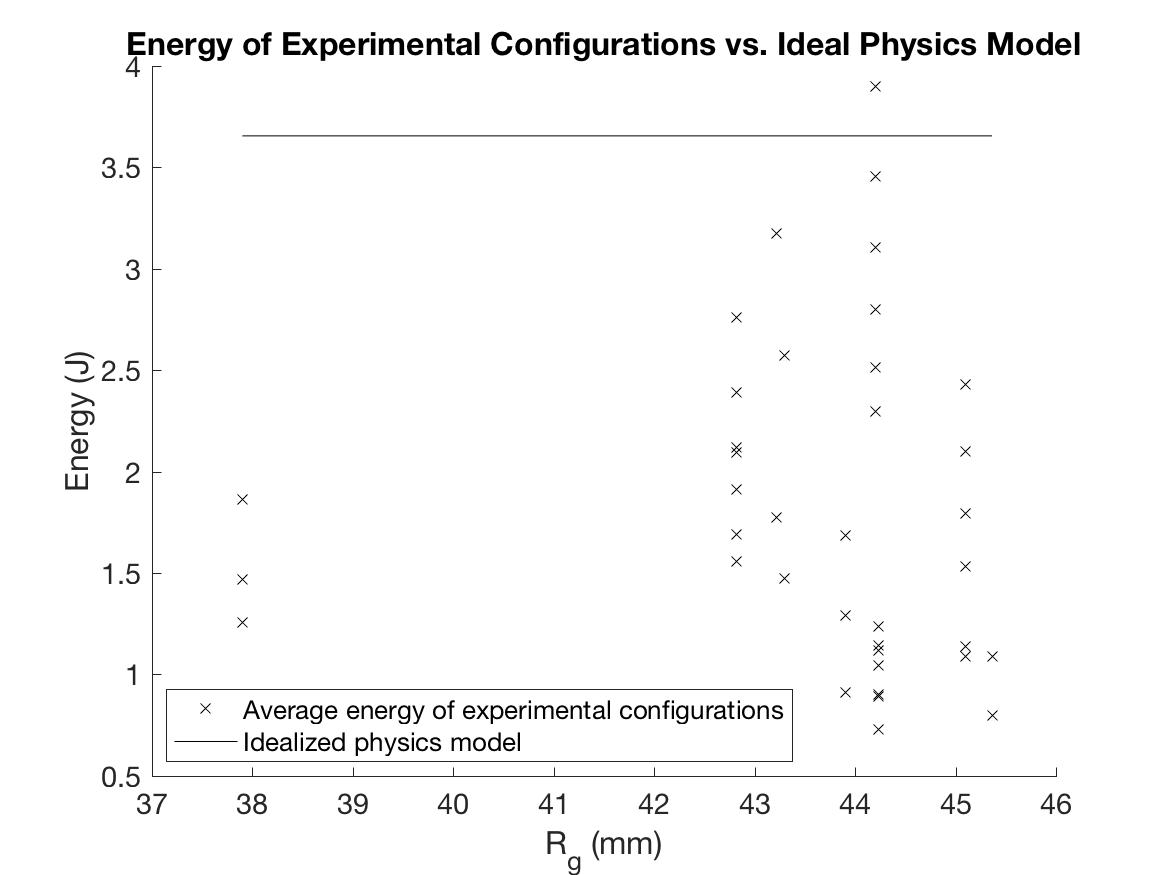 Energy of Experimental Configurations vs. Ideal Physics Model
4
3.5
3
2.5
2
1.5
1
0.5
Energy (J)
Average energy of experimental configurations
Idealized physics model
37 38 39 40 41 42 43 44 45 46
R_g (mm)